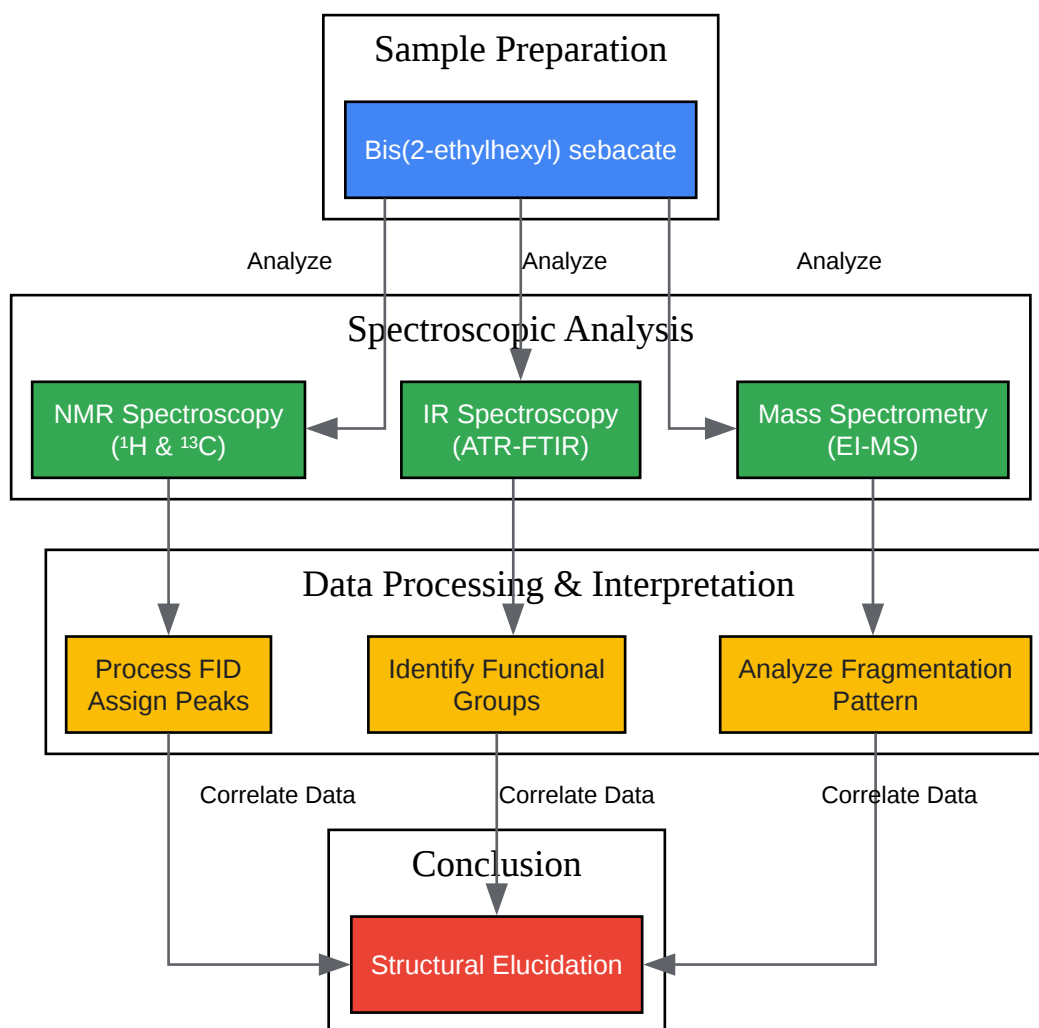 Sample Preparation
Bis(2-ethylhexyl) sebacate
Analyze
Analyze
Analyze
Spectroscopic Analysis
NMR Spectroscopy
(¹H & ¹³C)
IR Spectroscopy
(ATR-FTIR)
Mass Spectrometry
(EI-MS)
Data Processing & Interpretation
Process FID
Assign Peaks
Identify Functional
Groups
Analyze Fragmentation
Pattern
Correlate Data
Correlate Data
Correlate Data
Conclusion
Structural Elucidation